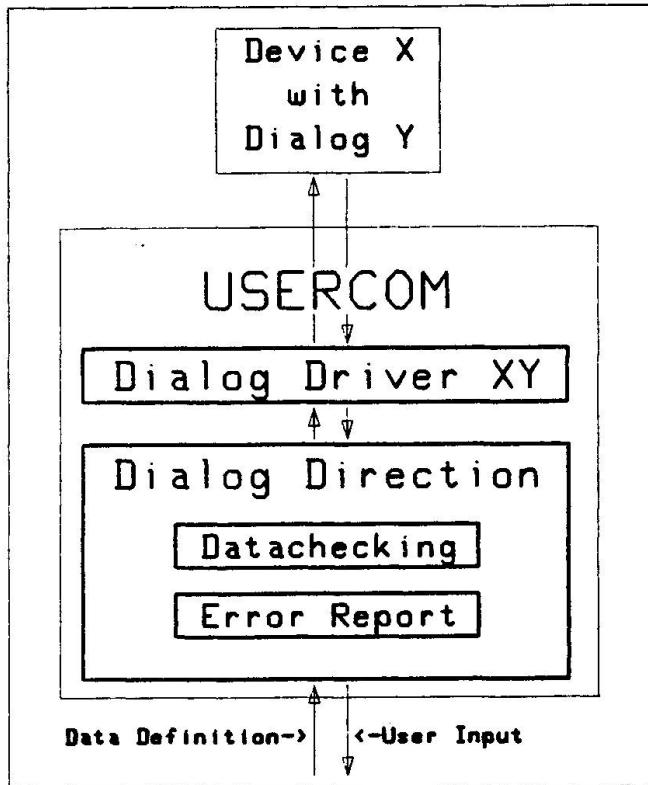 Device X
with
Dialog Y
USERCOM
Dialog Driver XY
Dialog Direction
Datachecking
Error Report
Data Definition-> <-User Input